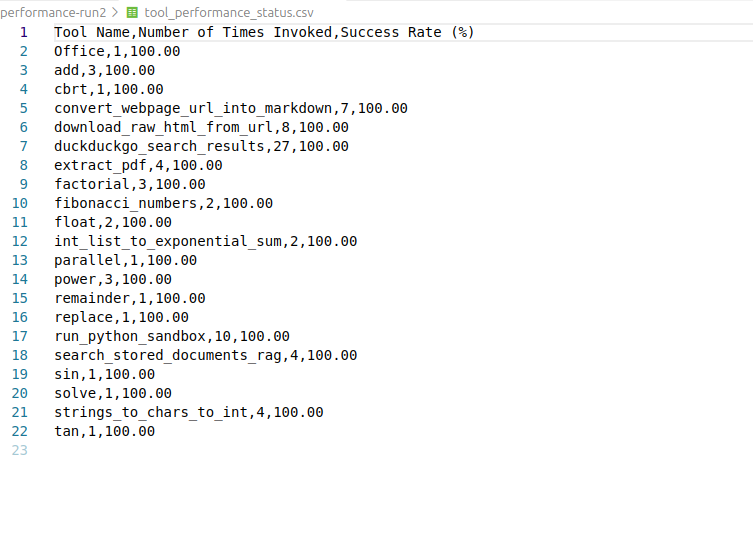 performance-run2 > tool_performance_status.csv
1 Tool Name,Number of Times Invoked,Success Rate (%)
2 Office,1,100.00
3 add,3,100.00
4 cbrt,1,100.00
5 convert_webpage_url_into_markdown,7,100.00
6 download_raw_html_from_url,8,100.00
7 duckduckgo_search_results,27,100.00
8 extract_pdf,4,100.00
9 factorial,3,100.00
10 fibonacci_numbers,2,100.00
11 float,2,100.00
12 int_list_to_exponential_sum,2,100.00
13 parallel,1,100.00
14 power,3,100.00
15 remainder,1,100.00
16 replace,1,100.00
17 run_python_sandbox,10,100.00
18 search_stored_documents_rag,4,100.00
19 sin,1,100.00
20 solve,1,100.00
21 strings_to_chars_to_int,4,100.00
22 tan,1,100.00
23